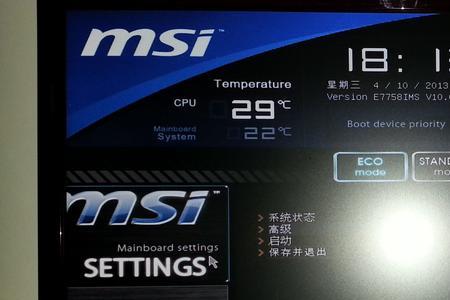 msi
18:1
Temperature
星期三 4 / 10 / 2013
CPU 29℃
Version E7758IMS V10.
Mainboard
System 22℃
Boot device priority
ECO
mode
STAND
mo
msi
Mainboard settings
SETTINGS
系统状态
高级
启动
保存并退出